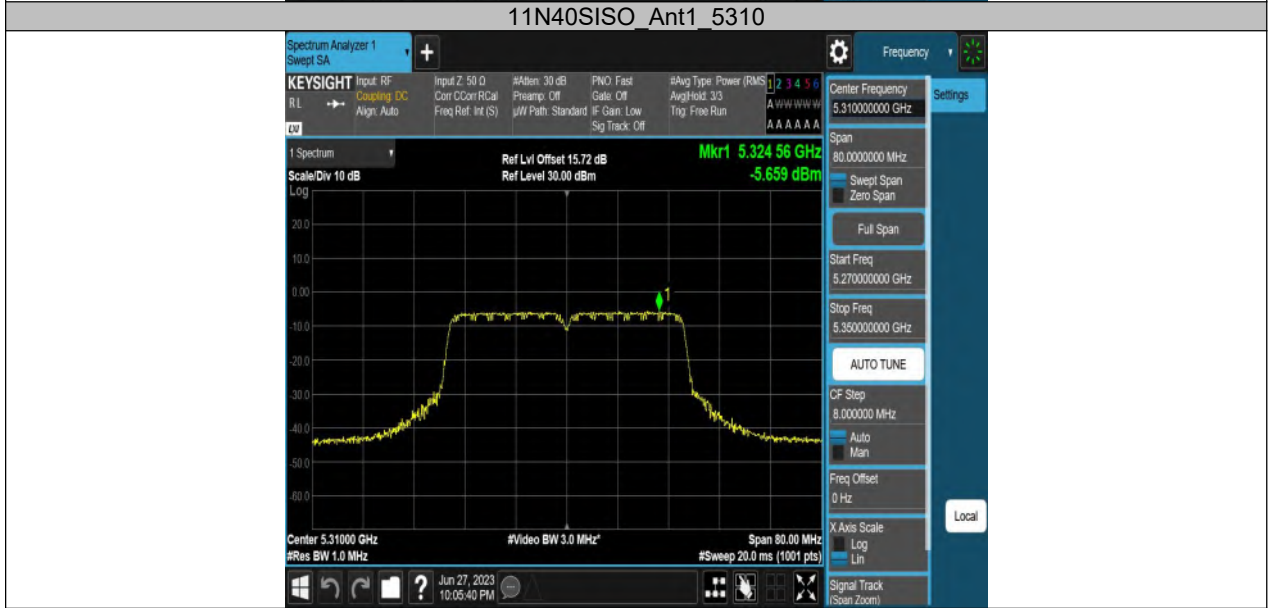 11N40SISO_Ant1_5310
Spectrum Analyzer 1
Swept SA
+
Frequency
KEYSIGHT
RL
Input: RF
Coupling: DC
Align: Auto
Input Z: 50 Ω
Corr CCorr RCal
Freq Ref: Int (S)
#Atten: 30 dB
Preamp: Off
µW Path: Standard
PNO: Fast
Gate: Off
IF Gain: Low
Sig Track: Off
#Avg Type: Power (RMS
Avg|Hold: 3/3
Trig: Free Run
1 2 3 4 5 6
A W W W W W
A A A A A A
1 Spectrum
Scale/Div 10 dB
Log
Ref Lvl Offset 15.72 dB
Ref Level 30.00 dBm
Mkr1 5.324 56 GHz
-5.659 dBm
20.0
10.0
0.00
-10.0
-20.0
-30.0
-40.0
-50.0
-60.0
1
Center 5.31000 GHz
#Res BW 1.0 MHz
#Video BW 3.0 MHz*
Span 80.00 MHz
#Sweep 20.0 ms (1001 pts)
Center Frequency
5.310000000 GHz
Settings
Span
80.0000000 MHz
Swept Span
Zero Span
Full Span
Start Freq
5.270000000 GHz
Stop Freq
5.350000000 GHz
AUTO TUNE
CF Step
8.000000 MHz
Auto
Man
Freq Offset
0 Hz
X Axis Scale
Log
Lin
Local
Signal Track
(Span Zoom)
?
Jun 27, 2023
10:05:40 PM